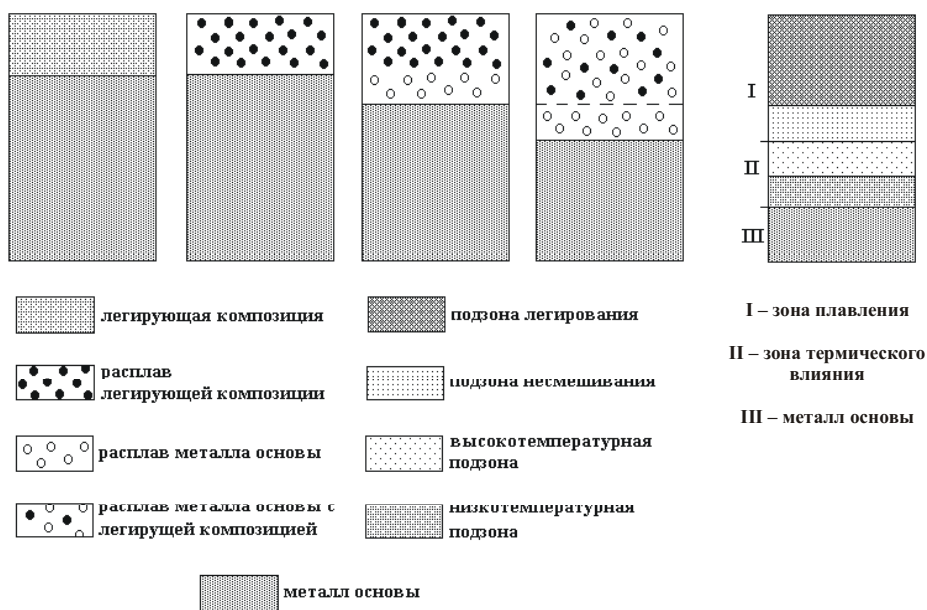 I
II
III
легирующая композиция
подзона легирования
I – зона плавления
расплав
легирующей композиции
подзона несмешивания
II – зона термического
влияния
III – металл основы
расплав металла основы
высокотемпературная
подзона
расплав металла основы с
легирущей композицией
низкотемпературная
подзона
металл основы